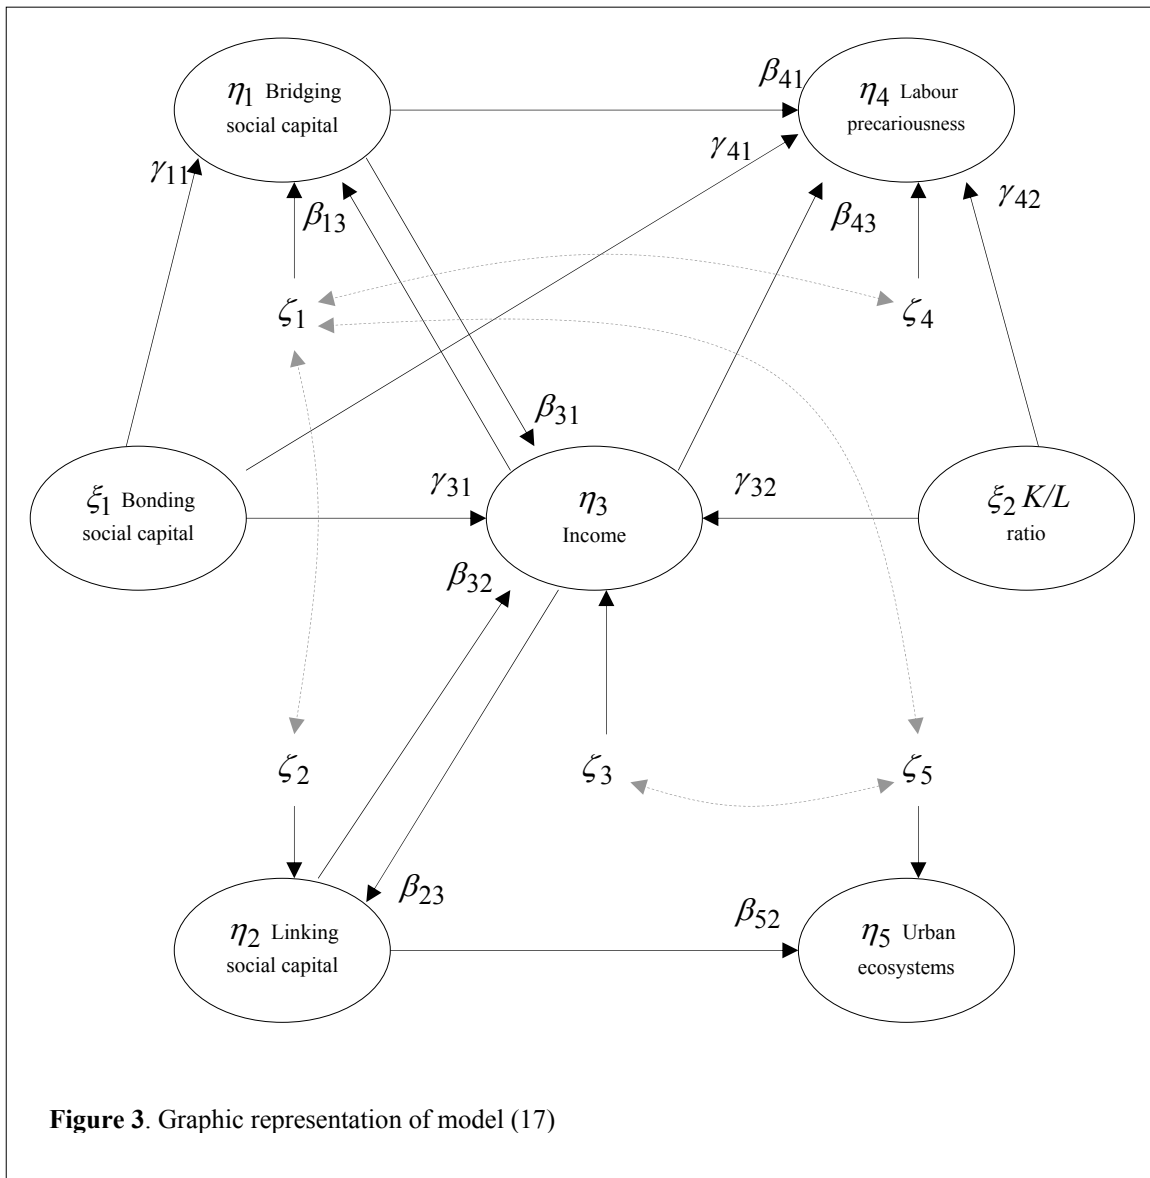 β41
η1 Bridging
social capital
η4 Labour
precariousness
γ41
γ11
γ42
β13
β43
ζ1
ζ4
β31
γ31
γ32
ξ1 Bonding
social capital
η3
Income
ξ2 K/L
ratio
β32
ζ2
ζ3
ζ5
β23
β52
η2 Linking
social capital
η5 Urban
ecosystems
Figure 3. Graphic representation of model (17)